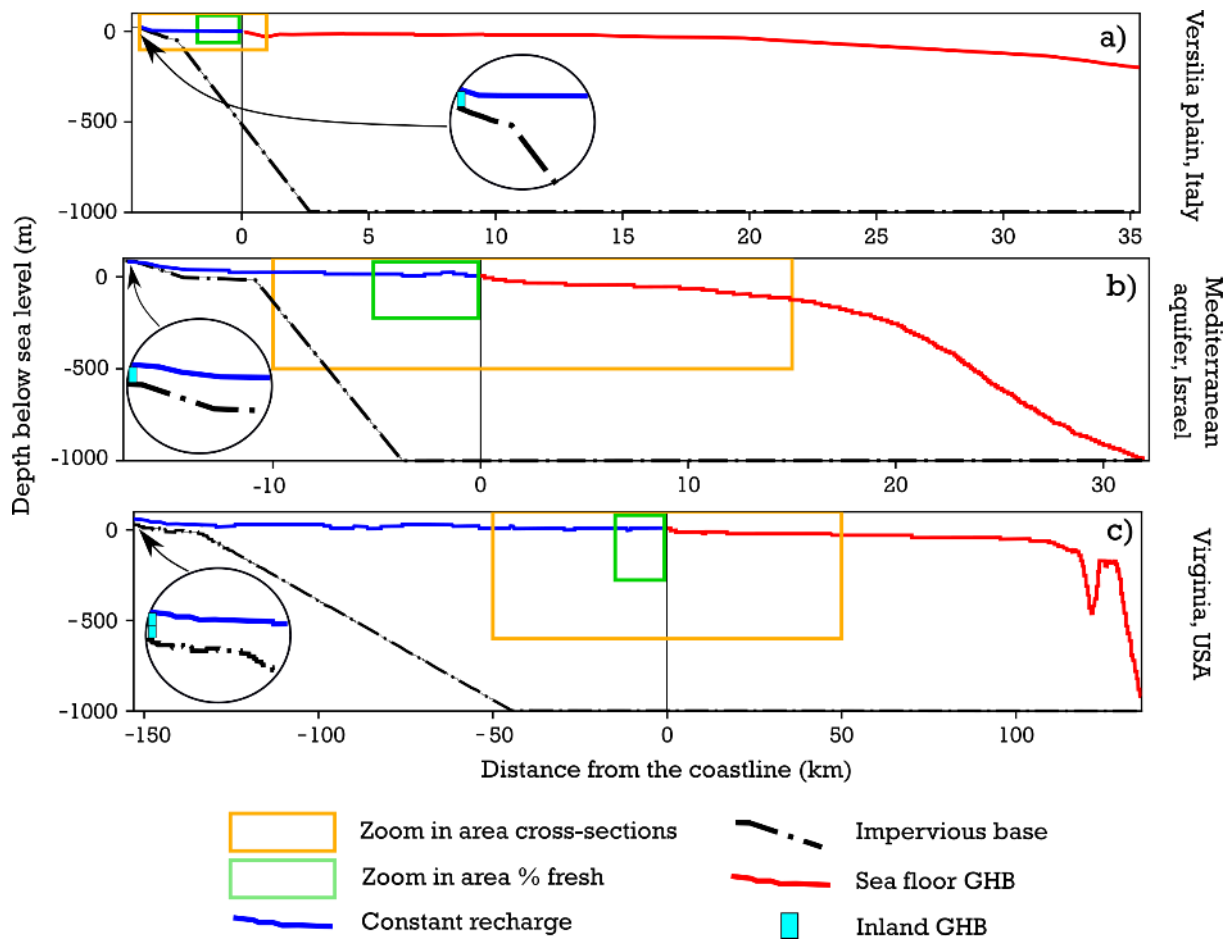 Depth below sea level (m)
0
-500
-1000
a)
0
5
10
15
20
25
30
35
Versilia plain, Italy
0
-500
-1000
b)
-10
0
10
20
30
Mediterranean
aquifer, Israel
0
-500
-1000
c)
-150
-100
-50
0
50
100
Virginia, USA
Distance from the coastline (km)
Zoom in area cross-sections
Impervious base
Zoom in area % fresh
Sea floor GHB
Constant recharge
Inland GHB